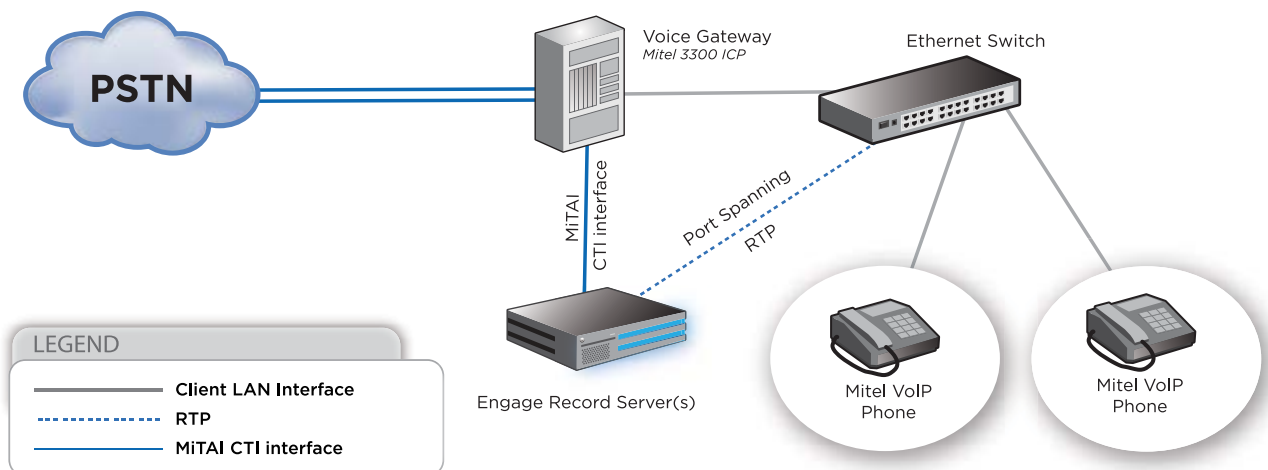 PSTN
Voice Gateway
Mitel 3300 ICP
Ethernet Switch
MiTAI
CTI interface
Port Spanning
RTP
Engage Record Server(s)
Mitel VoIP
Phone
Mitel VoIP
Phone
LEGEND
Client LAN Interface
RTP
MiTAI CTI interface